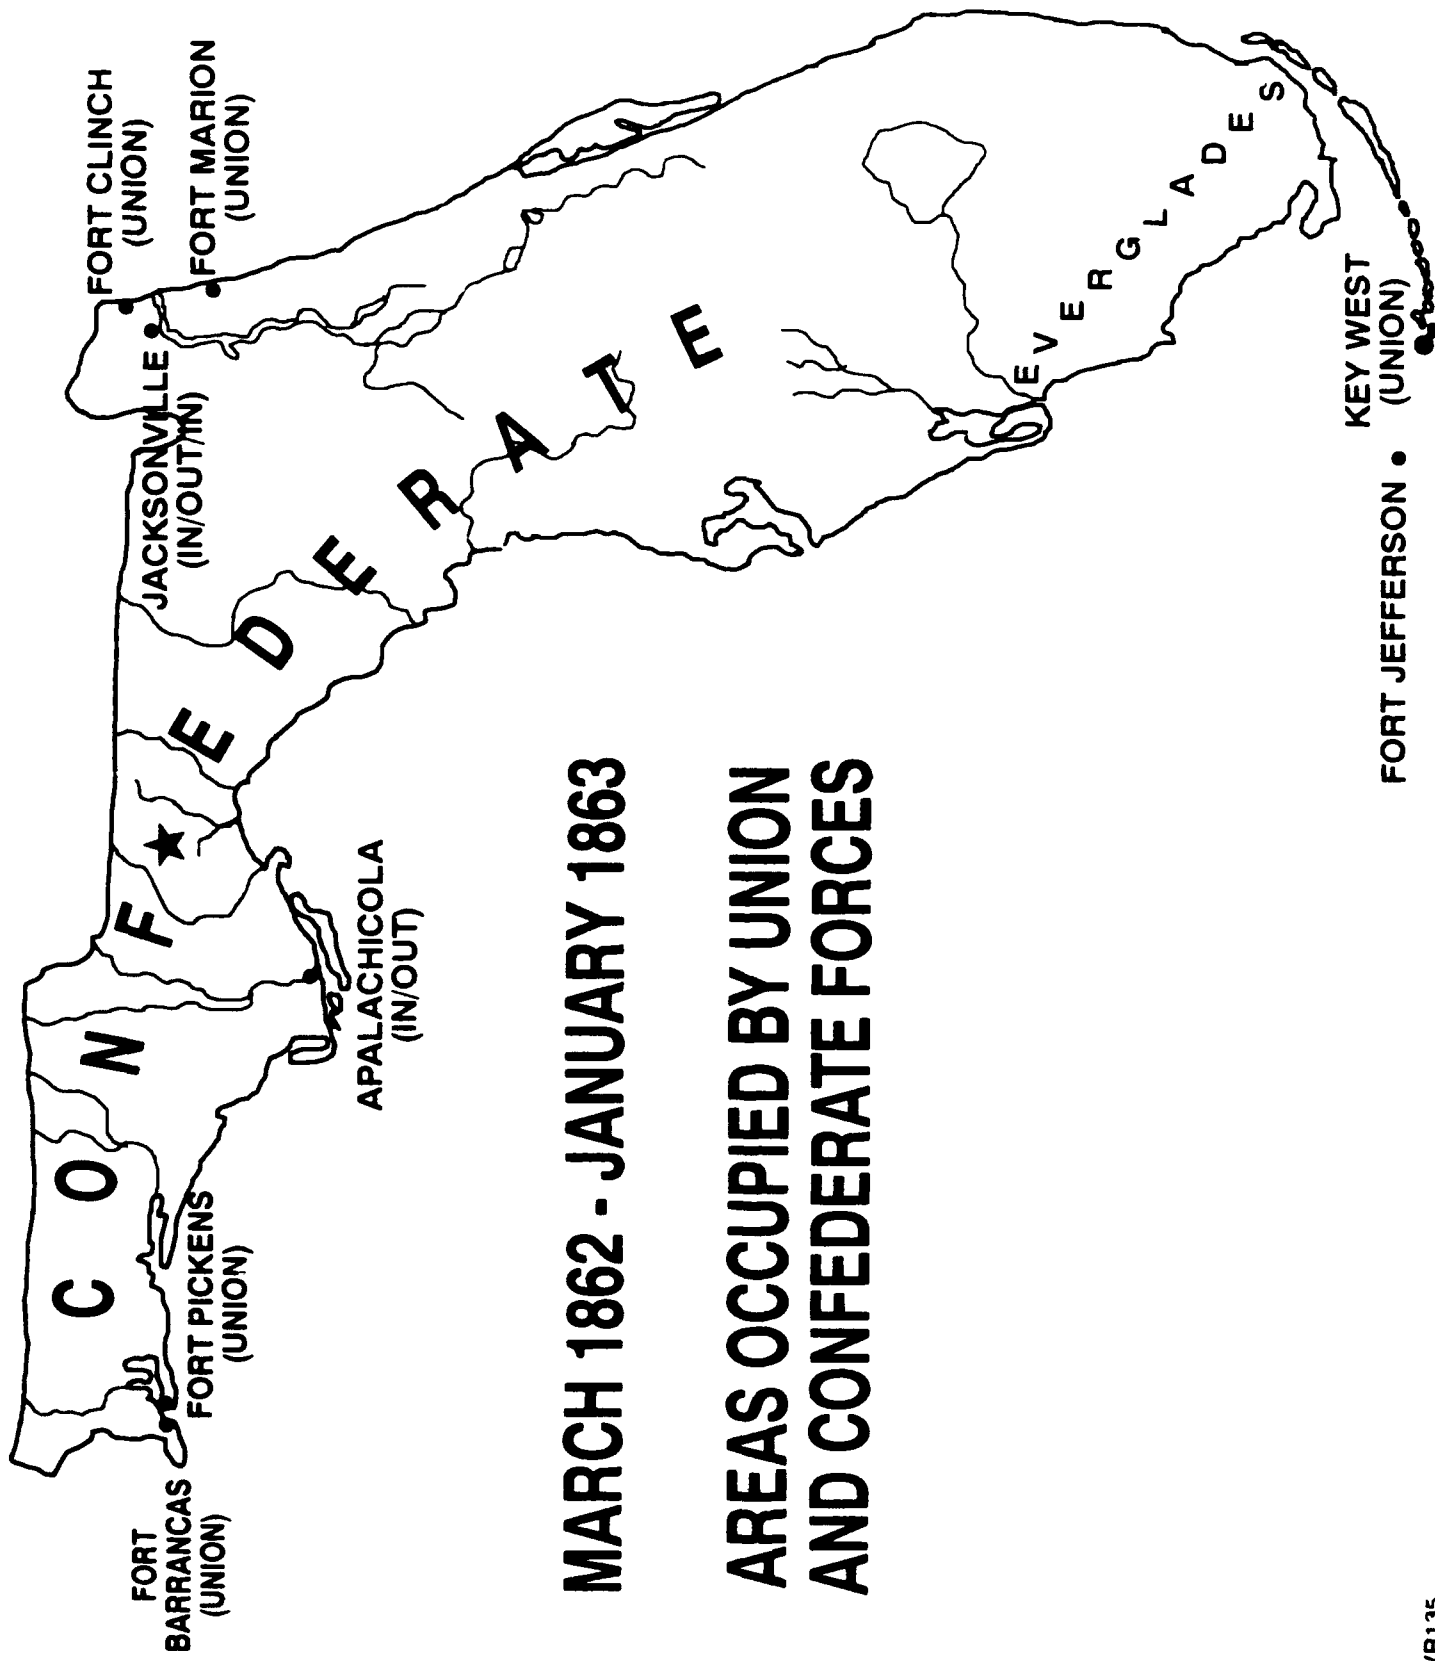 FORT CLINCH
(UNION)
FORT MARION
(UNION)
JACKSONVILLE
(IN/OUT/IN)
CONFEDERATE
FORT
BARRANCAS
(UNION)
FORT PICKENS
(UNION)
APALACHICOLA
(IN/OUT)
EVERGLADES
MARCH 1862 - JANUARY 1863
AREAS OCCUPIED BY UNION
AND CONFEDERATE FORCES
KEY WEST
(UNION)
FORT JEFFERSON